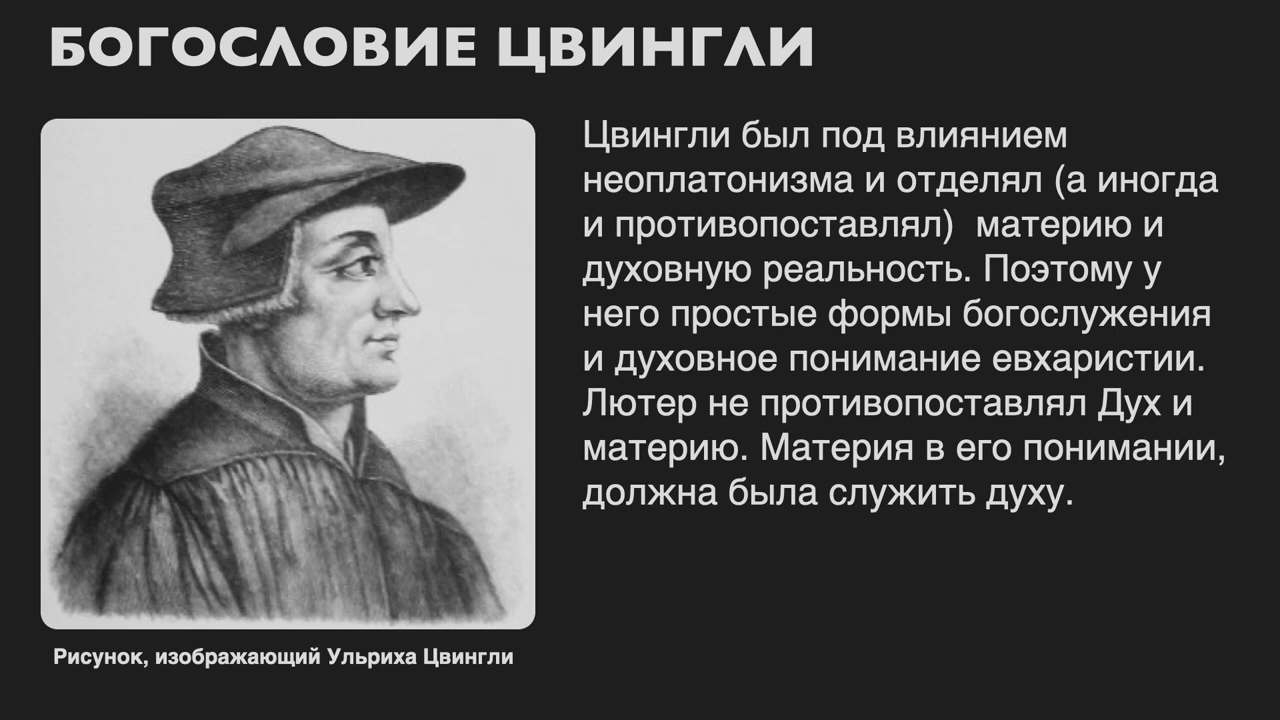 БОГОСЛОВИЕ ЦВИНГЛИ
Цвингли был под влиянием
неоплатонизма и отделял (а иногда
и противопоставлял)  материю и
духовную реальность. Поэтому у
него простые формы богослужения
и духовное понимание евхаристии.
Лютер не противопоставлял Дух и
материю. Материя в его понимании,
должна была служить духу.
Рисунок, изображающий Ульриха Цвингли